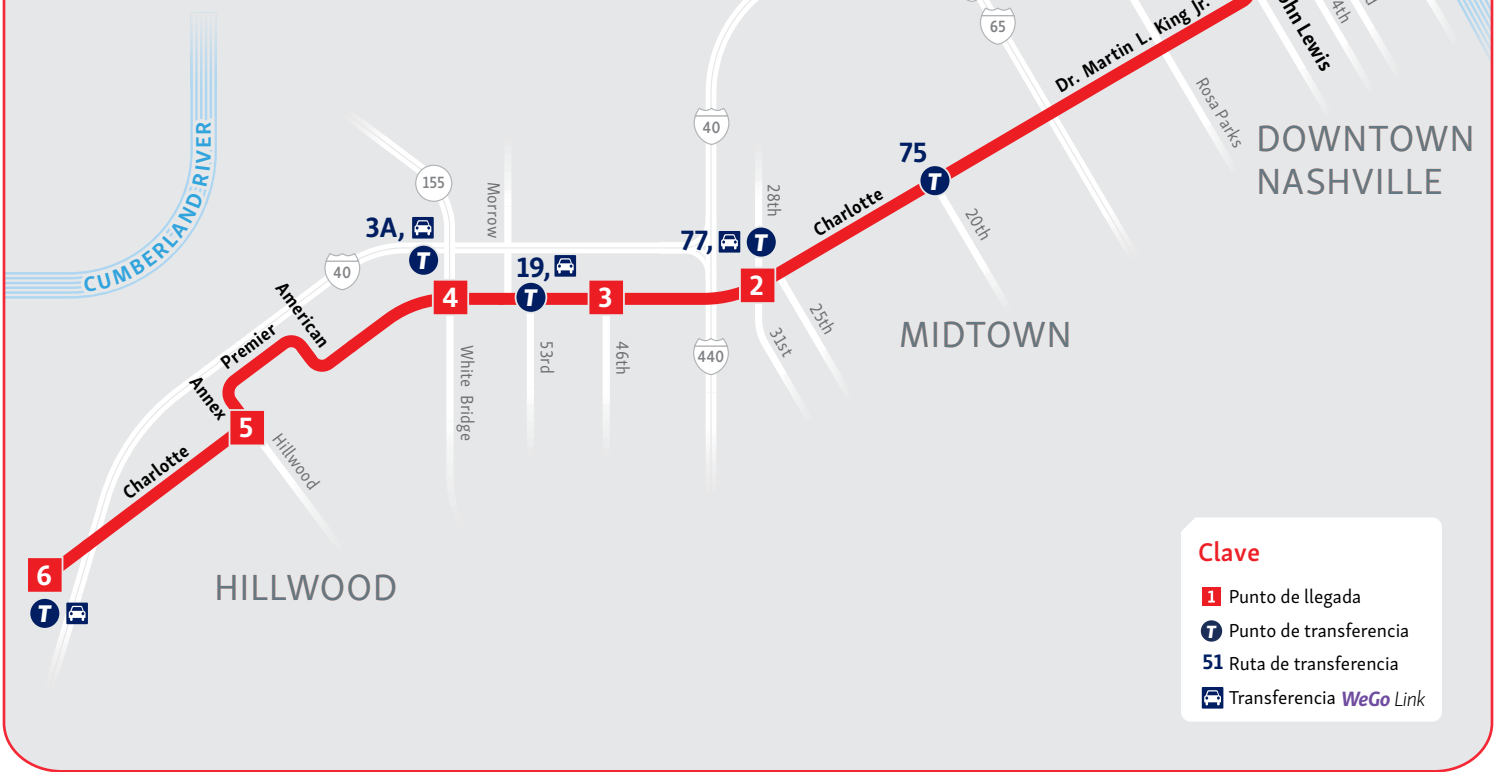 65
4th
John Lewis
Dr. Martin L. King Jr.
Rosa Parks
DOWNTOWN
NASHVILLE
40
CUMBERLAND RIVER
75
155
Morrow
28th
Charlotte
20th
3A,
T
77,
T
T
40
19,
T
American
4
3
2
25th
31st
MIDTOWN
Premier
White Bridge
53rd
46th
440
Annex
5
Hillwood
Charlotte
6
T
HILLWOOD
Clave
1 Punto de llegada
T Punto de transferencia
51 Ruta de transferencia
Transferencia WeGo Link